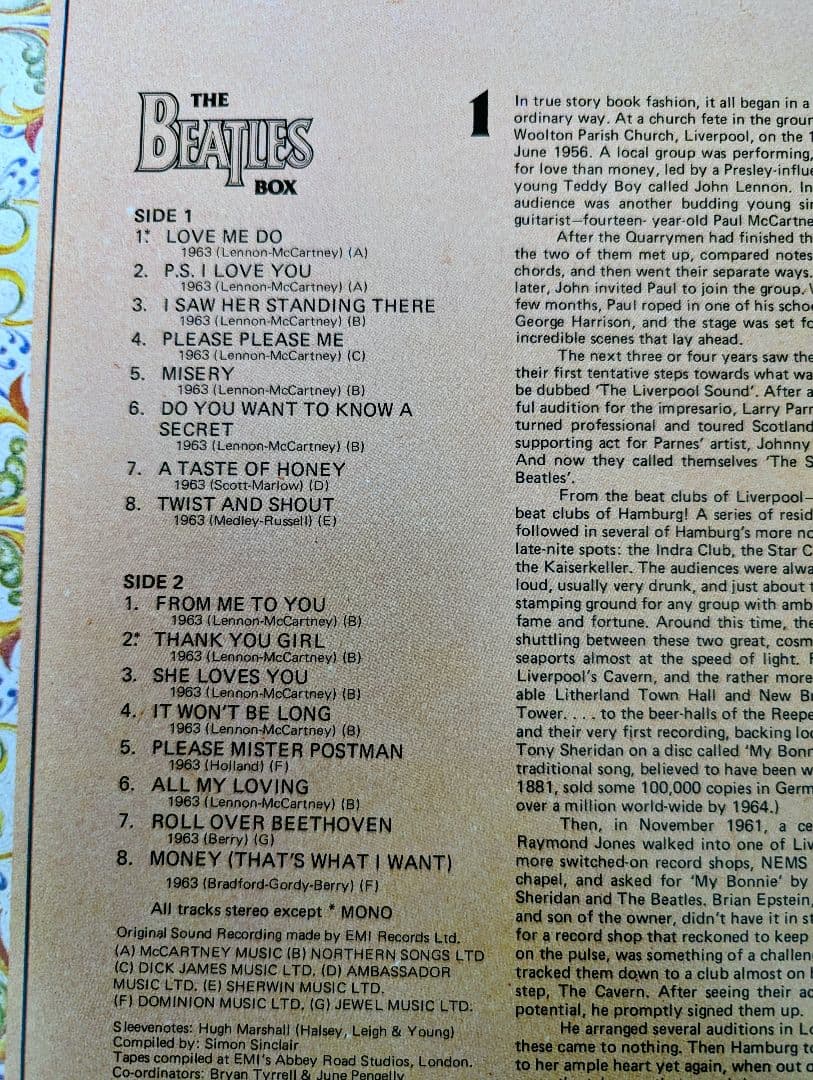 THE
BEATLES
BOX
SIDE 1
1.* LOVE ME DO
1963 (Lennon-McCartney) (A)
2. P.S. I LOVE YOU
1963 (Lennon-McCartney) (A)
3. I SAW HER STANDING THERE
1963 (Lennon-McCartney) (B)
4. PLEASE PLEASE ME
1963 (Lennon-McCartney) (C)
5. MISERY
1963 (Lennon-McCartney) (B)
6. DO YOU WANT TO KNOW A
SECRET
1963 (Lennon-McCartney) (B)
7. A TASTE OF HONEY
1963 (Scott-Marlow) (D)
8. TWIST AND SHOUT
1963 (Medley-Russell) (E)
SIDE 2
1. FROM ME TO YOU
1963 (Lennon-McCartney) (B)
2.* THANK YOU GIRL
1963 (Lennon-McCartney) (B)
3. SHE LOVES YOU
1963 (Lennon-McCartney) (B)
4. IT WON'T BE LONG
1963 (Lennon-McCartney) (B)
5. PLEASE MISTER POSTMAN
1963 (Holland) (F)
6. ALL MY LOVING
1963 (Lennon-McCartney) (B)
7. ROLL OVER BEETHOVEN
1963 (Berry) (G)
8. MONEY (THAT'S WHAT I WANT)
1963 (Bradford-Gordy-Berry) (F)
All tracks stereo except * MONO
Original Sound Recording made by EMI Records Ltd.
(A) McCARTNEY MUSIC (B) NORTHERN SONGS LTD
(C) DICK JAMES MUSIC LTD. (D) AMBASSADOR
MUSIC LTD. (E) SHERWIN MUSIC LTD.
(F) DOMINION MUSIC LTD. (G) JEWEL MUSIC LTD.
Sleevenotes: Hugh Marshall (Halsey, Leigh & Young)
Compiled by: Simon Sinclair
Tapes compiled at EMI's Abbey Road Studios, London.
Co-ordinators: Bryan Tyrrell & June Pengelly
1
In true story book fashion, it all began in a
ordinary way. At a church fete in the groun
Woolton Parish Church, Liverpool, on the 1
June 1956. A local group was performing,
for love than money, led by a Presley-influe
young Teddy Boy called John Lennon. In
audience was another budding young sin
guitarist—fourteen- year-old Paul McCartne
After the Quarrymen had finished th
the two of them met up, compared notes
chords, and then went their separate ways.
later, John invited Paul to join the group.
few months, Paul roped in one of his schoo
George Harrison, and the stage was set fo
incredible scenes that lay ahead.
The next three or four years saw the
their first tentative steps towards what wa
be dubbed 'The Liverpool Sound'. After a
ful audition for the impresario, Larry Parr
turned professional and toured Scotland
supporting act for Parnes' artist, Johnny
And now they called themselves 'The S
Beatles'.
From the beat clubs of Liverpool—
beat clubs of Hamburg! A series of resid
followed in several of Hamburg's more no
late-nite spots: the Indra Club, the Star C
the Kaiserkeller. The audiences were alwa
loud, usually very drunk, and just about t
stamping ground for any group with amb
fame and fortune. Around this time, the
shuttling between these two great, cosm
seaports almost at the speed of light. F
Liverpool's Cavern, and the rather more
able Litherland Town Hall and New Br
Tower. . . . to the beer-halls of the Reepe
and their very first recording, backing loc
Tony Sheridan on a disc called 'My Bonn
traditional song, believed to have been w
1881, sold some 100,000 copies in Germ
over a million world-wide by 1964.)
Then, in November 1961, a ce
Raymond Jones walked into one of Liv
more switched-on record shops, NEMS
chapel, and asked for 'My Bonnie' by
Sheridan and The Beatles. Brian Epstein,
and son of the owner, didn't have it in st
for a record shop that reckoned to keep
on the pulse, was something of a challen
tracked them down to a club almost on h
step, The Cavern. After seeing their ac
potential, he promptly signed them up.
He arranged several auditions in Lo
these came to nothing. Then Hamburg to
to her ample heart yet again, when out o